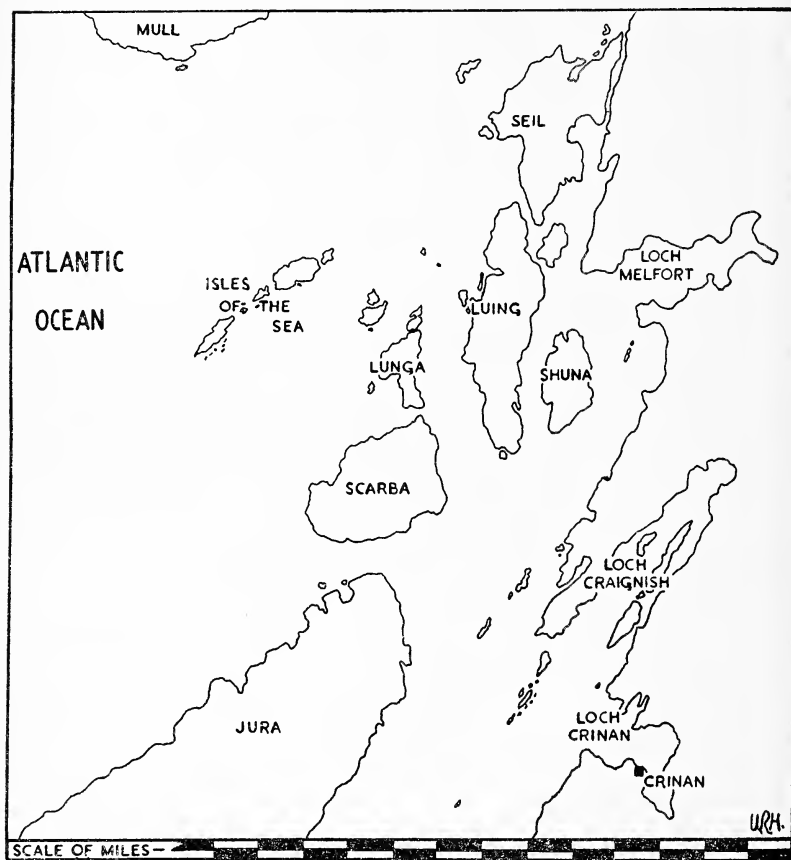 MULL
SEIL
ATLANTIC
OCEAN
ISLES
OF THE
SEA
LOCH
MELFORT
LUING
LUNGA
SHUNA
SCARBA
LOCH
CRAIGNISH
JURA
LOCH
CRINAN
CRINAN
URH.
SCALE OF MILES–